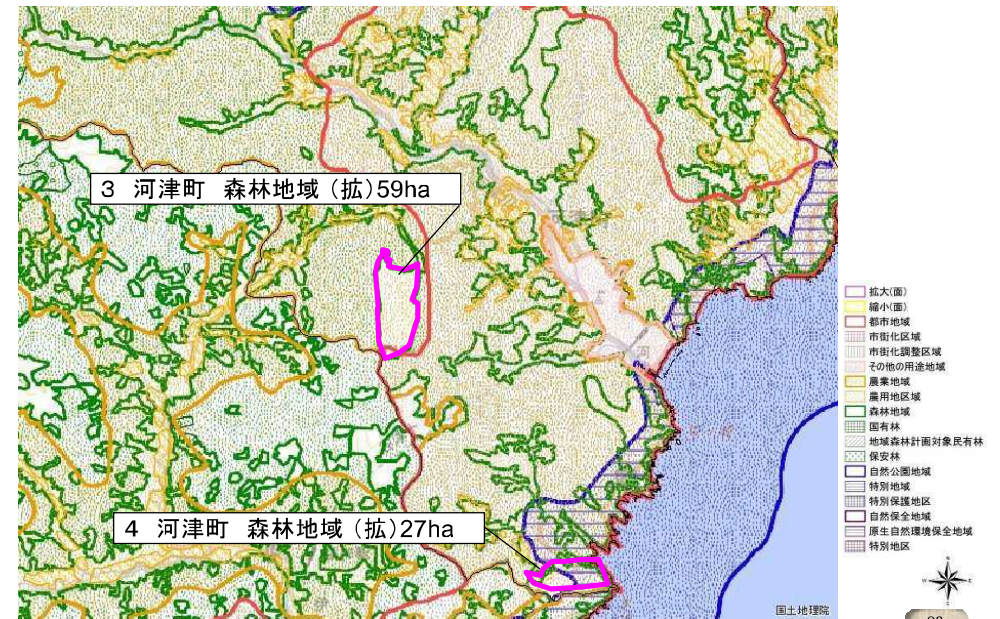 3 河津町 森林地域 (拡)59ha
4 河津町 森林地域 (拡)27ha
拡大(面)
縮小(面)
都市地域
市街化区域
市街化調整区域
その他の用途地域
農業地域
農用地区域
森林地域
国有林
地域森林計画対象民有林
保安林
自然公園地域
特別地域
特別保護地区
自然保全地域
原生自然環境保全地域
特別地区
N
W
E
S
国土地理院